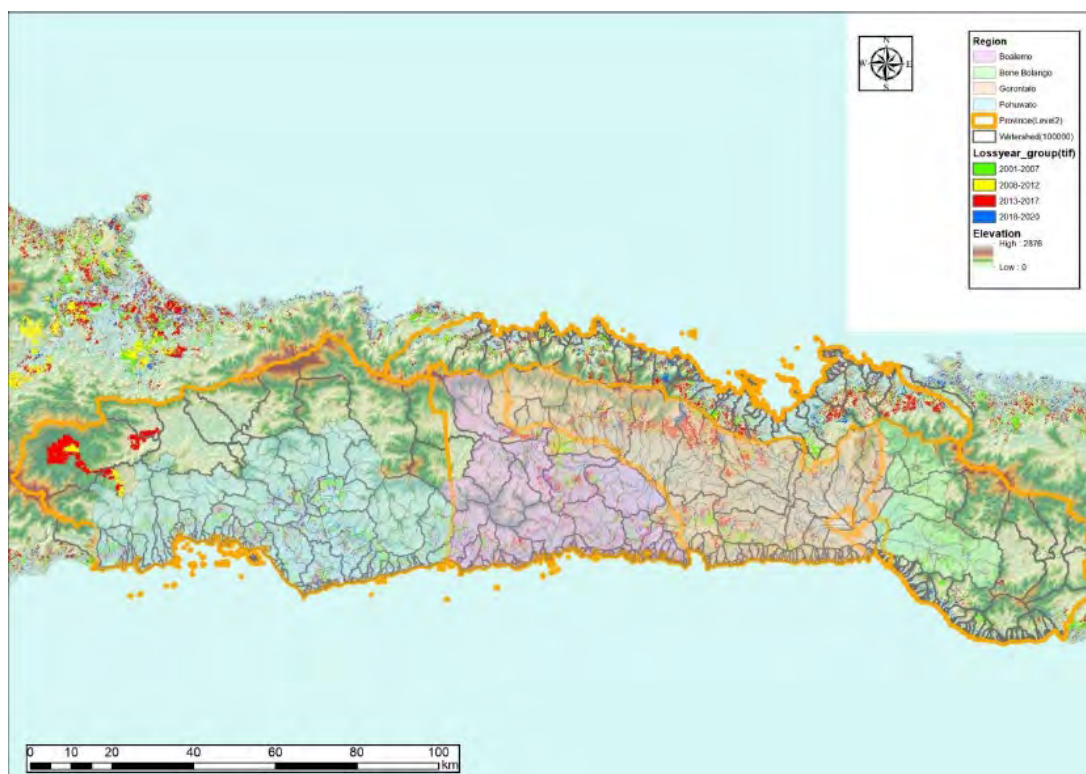 N
W E
S
Region
Boalemo
Bone Bolango
Gorontalo
Pohuwato
Province(Level2)
Watershed(100000)
Lossyear_group(tif)
2001-2007
2008-2012
2013-2017
2018-2020
Elevation
High : 2876
Low : 0
0 10 20 40 60 80 100
km